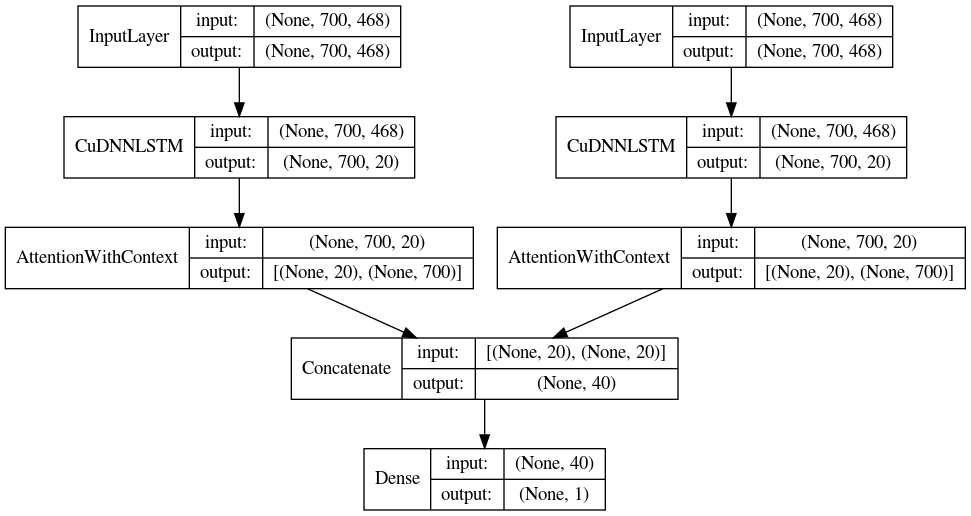 InputLayer input: (None, 700, 468) InputLayer input: (None, 700, 468)
output: (None, 700, 468) output: (None, 700, 468)
CuDNNLSTM input: (None, 700, 468) CuDNNLSTM input: (None, 700, 468)
output: (None, 700, 20) output: (None, 700, 20)
AttentionWithContext input: (None, 700, 20) AttentionWithContext input: (None, 700, 20)
output: [(None, 20), (None, 700)] output: [(None, 20), (None, 700)]
Concatenate input: [(None, 20), (None, 20)]
output: (None, 40)
Dense input: (None, 40)
output: (None, 1)